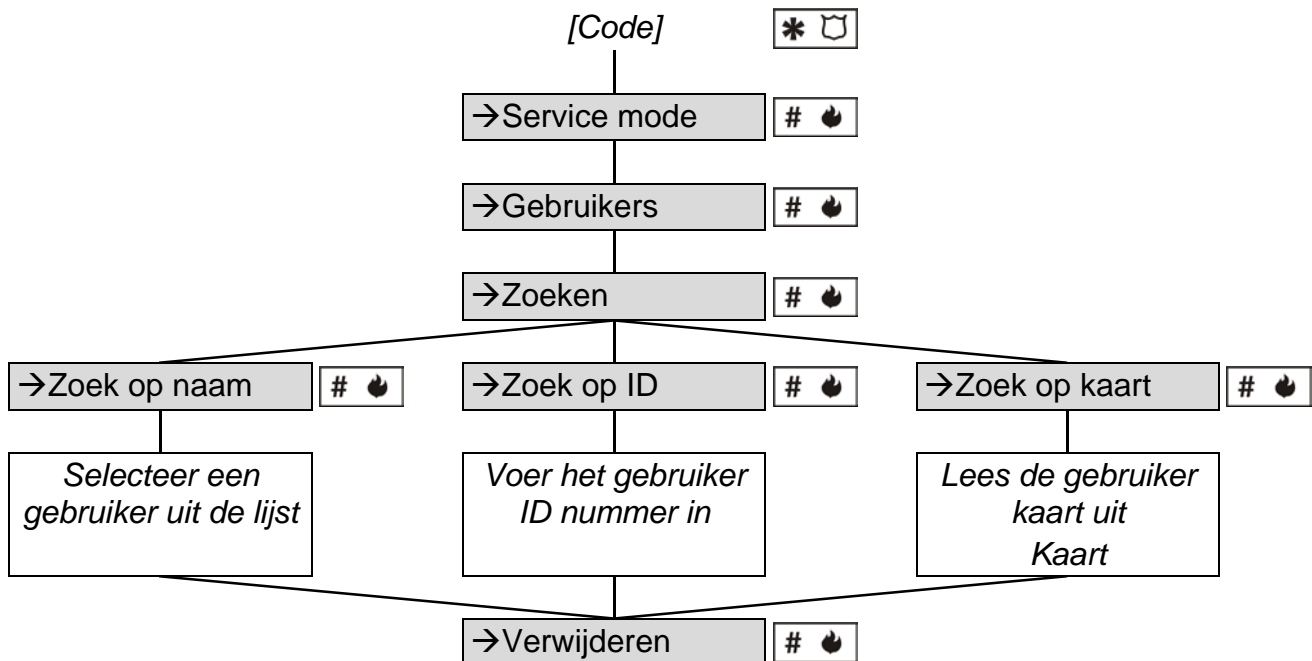 [Code] *
→Service mode #
→Gebruikers #
→Zoeken #
→Zoek op naam # →Zoek op ID # →Zoek op kaart #
Selecteer een
gebruiker uit de lijst
Voer het gebruiker
ID nummer in
Lees de gebruiker
kaart uit
Kaart
→Verwijderen #